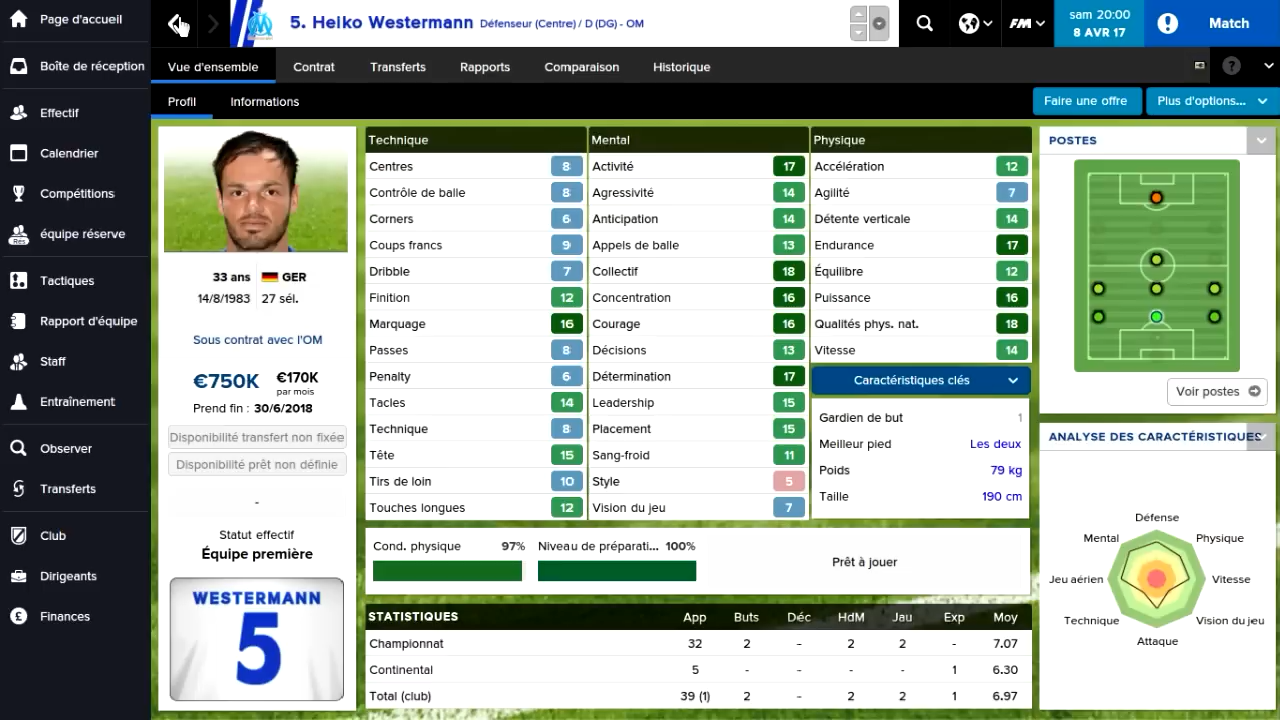 Page d'accueil
Boîte de réception
Effectif
Calendrier
Compétitions
Rés
équipe réserve
Tactiques
Rapport d'équipe
Staff
Entraînement
Observer
Transferts
Club
Dirigeants
Finances
5. Heiko Westermann Défenseur (Centre) / D (DG) - OM
FM
sam 20:00
8 AVR 17
Match
Vue d'ensemble Contrat Transferts Rapports Comparaison Historique
Profil Informations
Faire une offre Plus d'options...
33 ans GER
14/8/1983 27 sél.
Sous contrat avec l'OM
€750K €170K
par mois
Prend fin : 30/6/2018
Disponibilité transfert non fixée
Disponibilité prêt non définie
-
Statut effectif
Équipe première
WESTERMANN
5
Technique
Centres 8
Contrôle de balle 8
Corners 6
Coups francs 9
Dribble 7
Finition 12
Marquage 16
Passes 8
Penalty 6
Tacles 14
Technique 8
Tête 15
Tirs de loin 10
Touches longues 12
Mental
Activité 17
Agressivité 14
Anticipation 14
Appels de balle 13
Collectif 18
Concentration 16
Courage 16
Décisions 13
Détermination 17
Leadership 15
Placement 15
Sang-froid 11
Style 5
Vision du jeu 7
Physique
Accélération 12
Agilité 7
Détente verticale 14
Endurance 17
Équilibre 12
Puissance 16
Qualités phys. nat. 18
Vitesse 14
Caractéristiques clés
Gardien de but 1
Meilleur pied Les deux
Poids 79 kg
Taille 190 cm
Cond. physique 97% Niveau de préparati... 100%
Prêt à jouer
STATISTIQUES App Buts Déc HdM Jau Exp Moy
Championnat 32 2 - 2 2 - 7.07
Continental 5 - - - - 1 6.30
Total (club) 39 (1) 2 - 2 2 1 6.97
POSTES
Voir postes
ANALYSE DES CARACTÉRISTIQUES
Défense
Mental Physique
Jeu aérien Vitesse
Technique Vision du jeu
Attaque